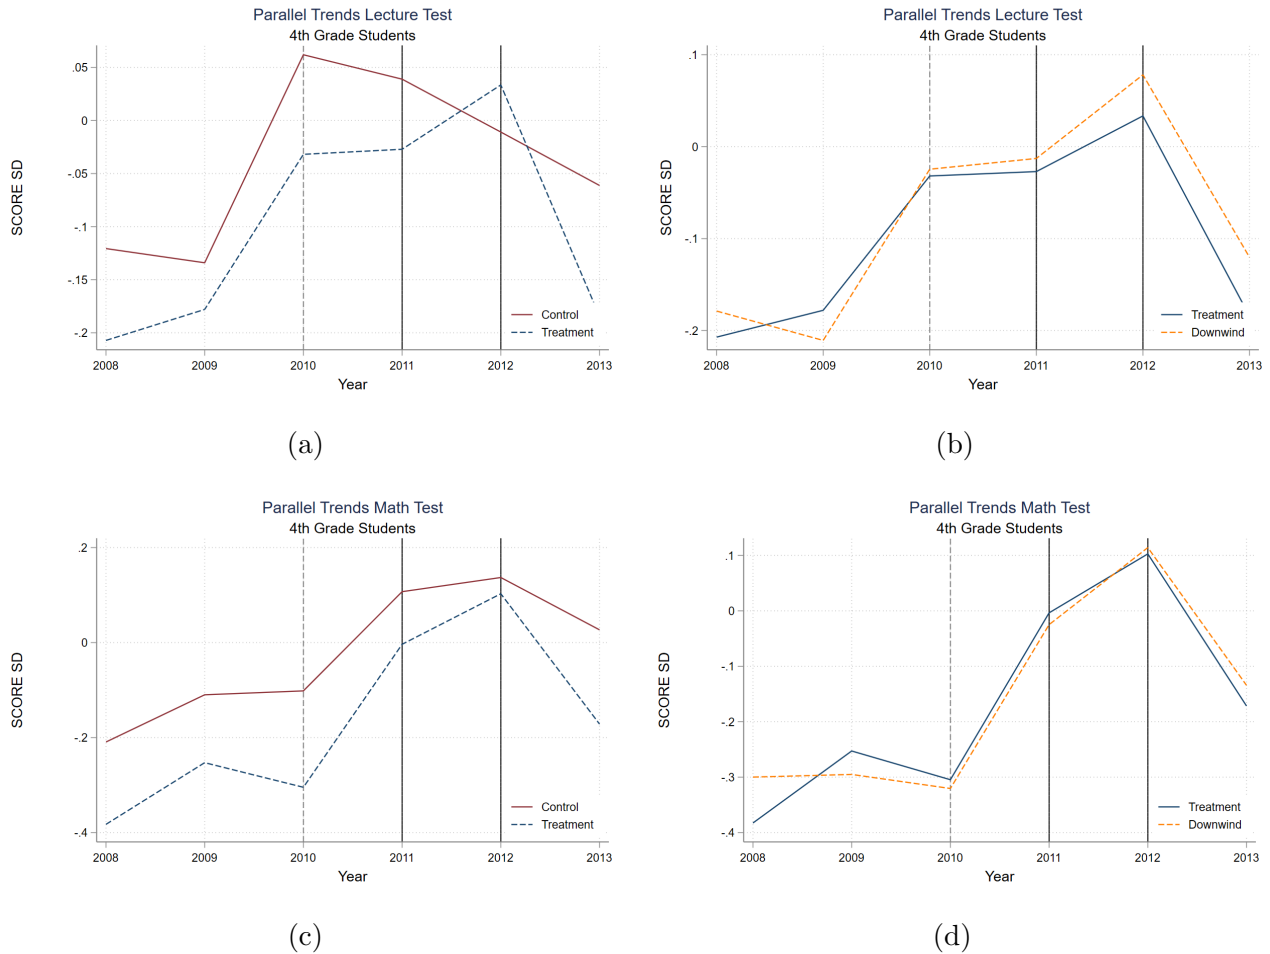 Parallel Trends Lecture Test
4th Grade Students
SCORE SD
.05
0
-.05
-.1
-.15
-.2
Control
Treatment
2008 2009 2010 2011 2012 2013
Year
(a)
Parallel Trends Lecture Test
4th Grade Students
SCORE SD
.1
0
-.1
-.2
Treatment
Downwind
2008 2009 2010 2011 2012 2013
Year
(b)
Parallel Trends Math Test
4th Grade Students
SCORE SD
.2
0
-.2
-.4
Control
Treatment
2008 2009 2010 2011 2012 2013
Year
(c)
Parallel Trends Math Test
4th Grade Students
SCORE SD
.1
0
-.1
-.2
-.3
-.4
Treatment
Downwind
2008 2009 2010 2011 2012 2013
Year
(d)